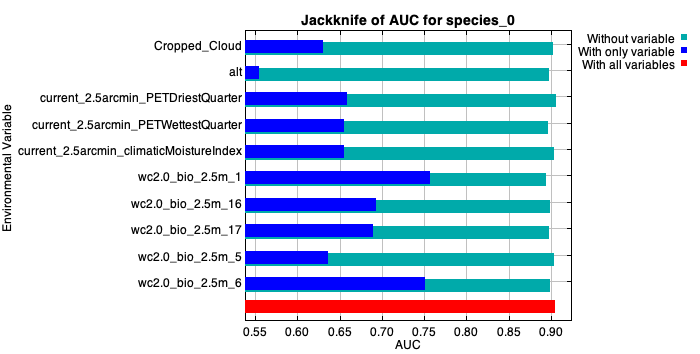 Jackknife of AUC for species_0
Without variable
With only variable
With all variables
Environmental Variable
Cropped_Cloud
alt
current_2.5arcmin_PETDriestQuarter
current_2.5arcmin_PETWettestQuarter
current_2.5arcmin_climaticMoistureIndex
wc2.0_bio_2.5m_1
wc2.0_bio_2.5m_16
wc2.0_bio_2.5m_17
wc2.0_bio_2.5m_5
wc2.0_bio_2.5m_6
0.55 0.60 0.65 0.70 0.75 0.80 0.85 0.90
AUC